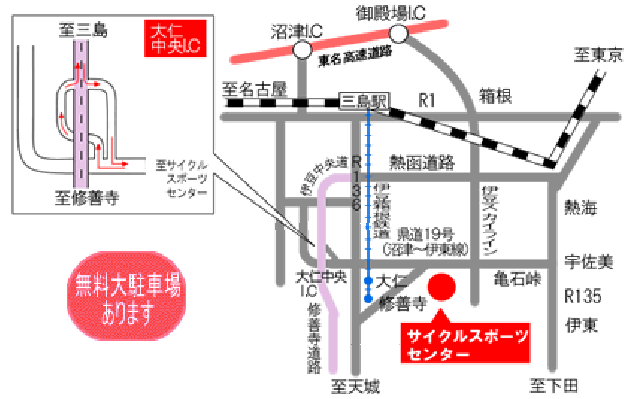 至三島
大仁
中央I.C
至サイクル
スポーツ
センター
至修善寺
無料大駐車場
あります
御殿場I.C
沼津I.C
東名高速道路
至東京
至名古屋
三島駅
R1
箱根
伊豆中央道
R136
熱函道路
伊豆箱根鉄道
伊豆スカイライン
熱海
県道19号
(沼津〜伊東線)
宇佐美
大仁中央
I.C
大仁
亀石峠
修善寺
R135
修善寺道路
サイクルスポーツ
センター
伊東
至天城
至下田